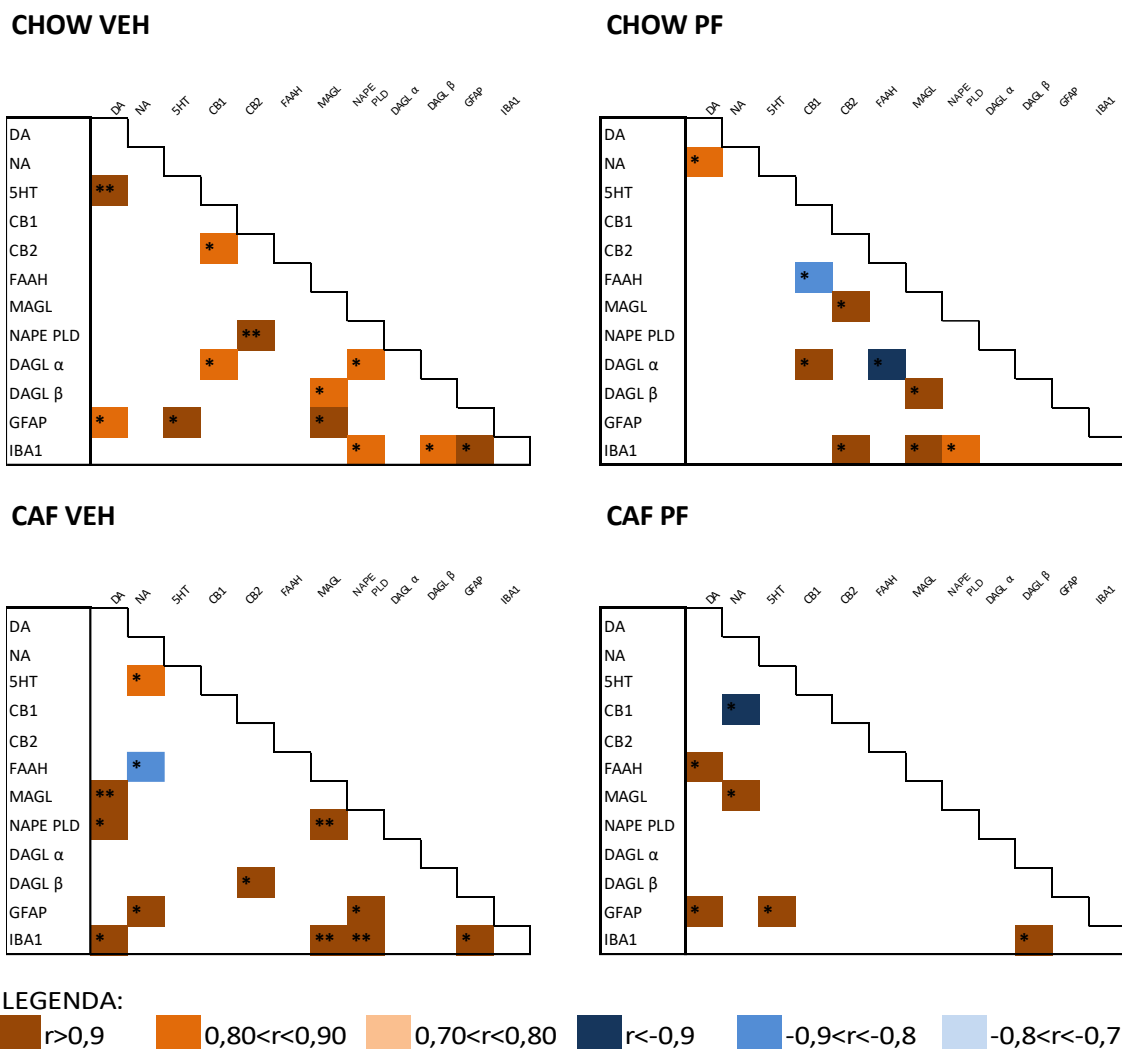 CHOW VEH
CHOW PF
DA NA 5HT CB1 CB2 FAAH MAGL NAPE PLD DAGL α DAGL β GFAP IBA1
DA NA 5HT CB1 CB2 FAAH MAGL NAPE PLD DAGL α DAGL β GFAP IBA1
DA
DA
NA
NA *
5HT **
5HT
CB1
CB1
CB2 *
CB2
FAAH
FAAH *
MAGL
MAGL *
NAPE PLD **
NAPE PLD
DAGL α * *
DAGL α * *
DAGL β *
DAGL β *
GFAP * * *
GFAP
IBA1 * * *
IBA1 * * *
CAF VEH
CAF PF
DA NA 5HT CB1 CB2 FAAH MAGL NAPE PLD DAGL α DAGL β GFAP IBA1
DA NA 5HT CB1 CB2 FAAH MAGL NAPE PLD DAGL α DAGL β GFAP IBA1
DA
DA
NA
NA
5HT *
5HT
CB1
CB1 *
CB2
CB2
FAAH *
FAAH *
MAGL **
MAGL *
NAPE PLD * **
NAPE PLD
DAGL α
DAGL α
DAGL β *
DAGL β
GFAP * *
GFAP * *
IBA1 * ** ** *
IBA1 *
LEGENDA:
r>0,9 0,80<r<0,90 0,70<r<0,80 r<-0,9 -0,9<r<-0,8 -0,8<r<-0,7